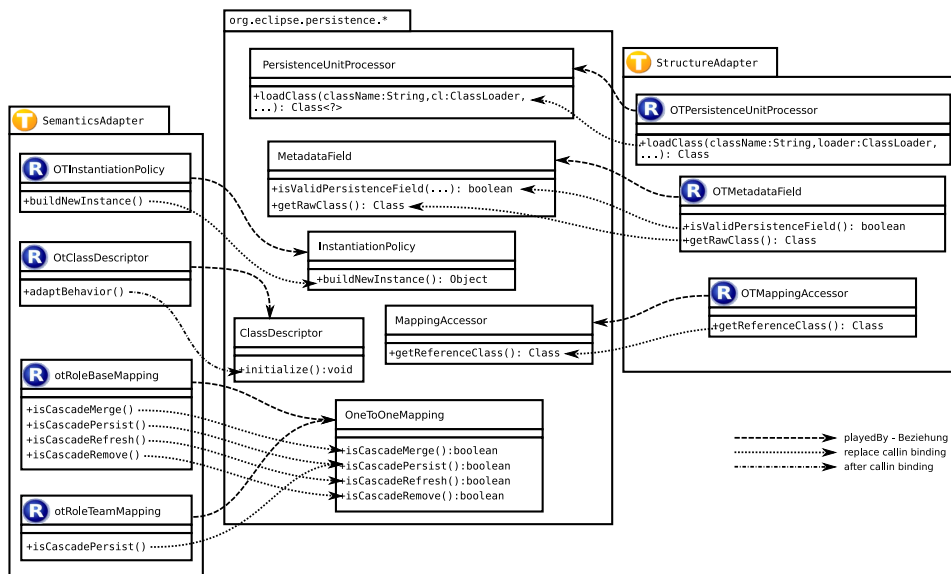 org.eclipse.persistence.*
PersistenceUnitProcessor
+loadClass(className:String,cl:ClassLoader,
...): Class<?>
MetadataField
+isValidPersistenceField(...): boolean
+getRawClass(): Class
InstantiationPolicy
+buildNewInstance(): Object
ClassDescriptor
+initialize():void
MappingAccessor
+getReferenceClass(): Class
OneToOneMapping
+isCascadeMerge():boolean
+isCascadePersist():boolean
+isCascadeRefresh():boolean
+isCascadeRemove():boolean
T
SemanticsAdapter
R
OTInstantiationPolicy
+buildNewInstance()
R
OtClassDescriptor
+adaptBehavior()
R
otRoleBaseMapping
+isCascadeMerge()
+isCascadePersist()
+isCascadeRefresh()
+isCascadeRemove()
R
otRoleTeamMapping
+isCascadePersist()
T
StructureAdapter
R
OTPersistenceUnitProcessor
+loadClass(className:String,loader:ClassLoader,
...): Class
R
OTMetadataField
+isValidPersistenceField(): boolean
+getRawClass(): Class
R
OTMappingAccessor
+getReferenceClass(): Class
playedBy - Beziehung
replace callin binding
after callin binding